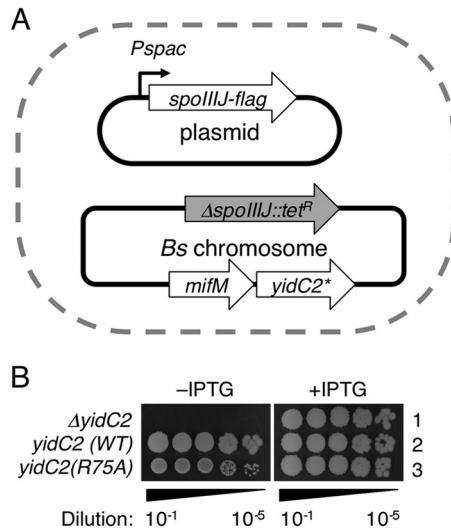 A
Pspac
spoIIIJ-flag
plasmid
ΔspoIIIJ::tetᴿ
Bs chromosome
mifM yidC2*
B
–IPTG +IPTG
ΔyidC2 1
yidC2 (WT) 2
yidC2(R75A) 3
Dilution: 10⁻¹ 10⁻⁵ 10⁻¹ 10⁻⁵